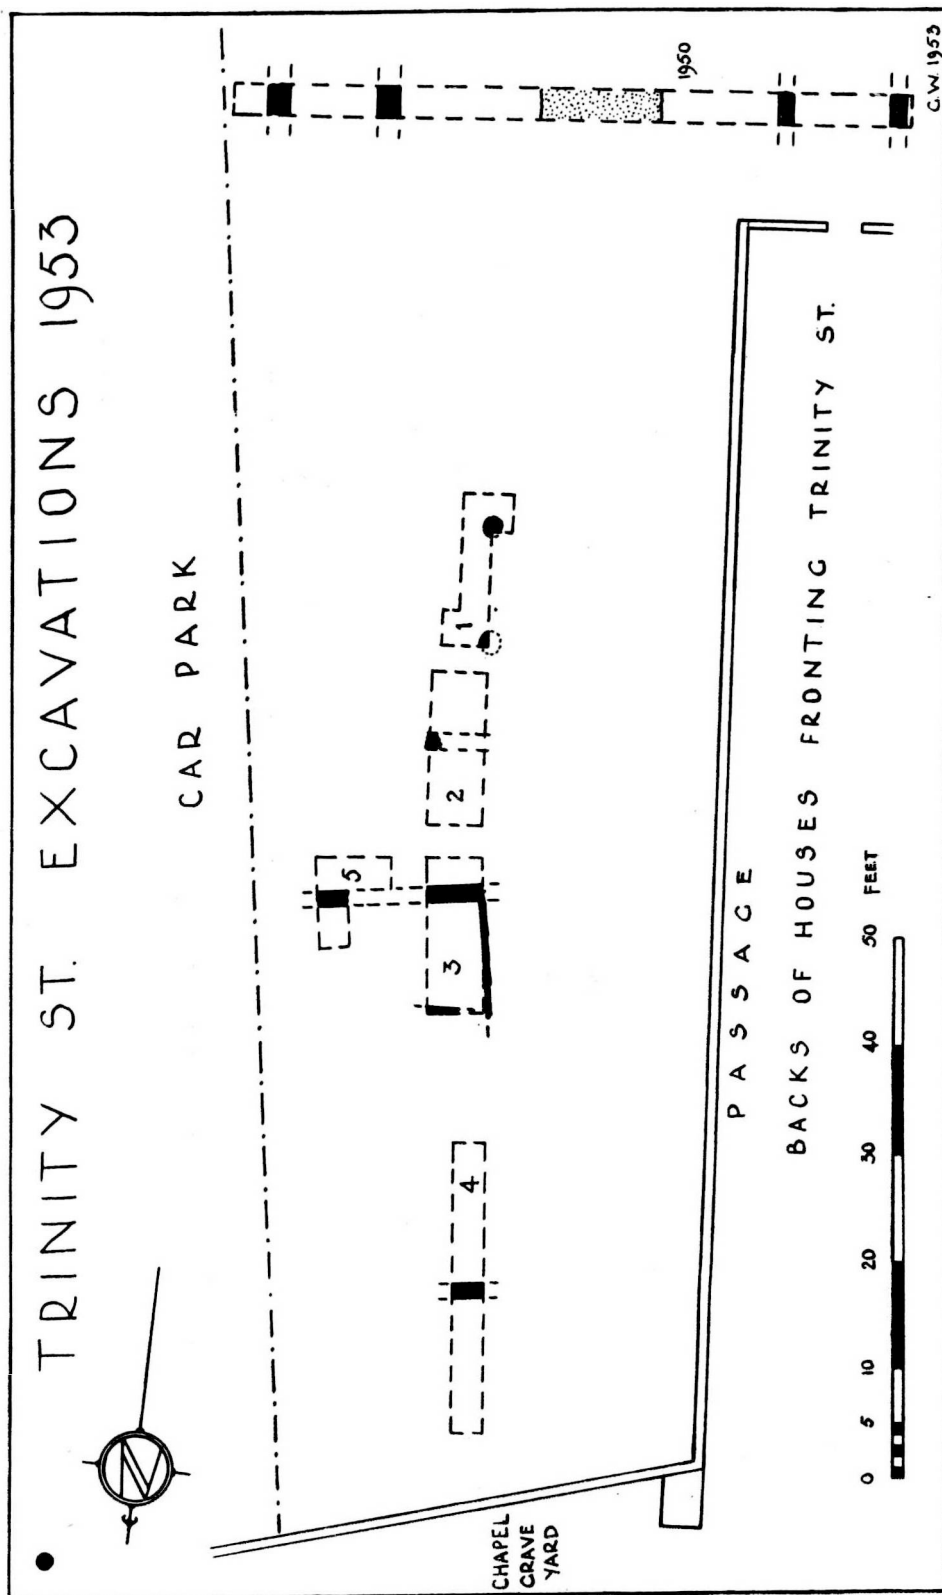 TRINITY ST. EXCAVATIONS 1953
CAR PARK
N
1
2
3
4
5
1950
PASSAGE
BACKS OF HOUSES FRONTING TRINITY ST.
CHAPEL
GRAVE
YARD
0 5 10 20 30 40 50 FEET
C.W. 1953